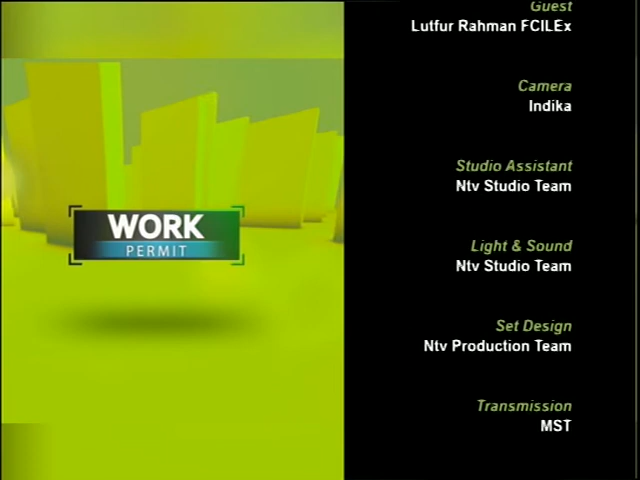 WORK
PERMIT
Guest
Lutfur Rahman FCILEx
Camera
Indika
Studio Assistant
Ntv Studio Team
Light & Sound
Ntv Studio Team
Set Design
Ntv Production Team
Transmission
MST